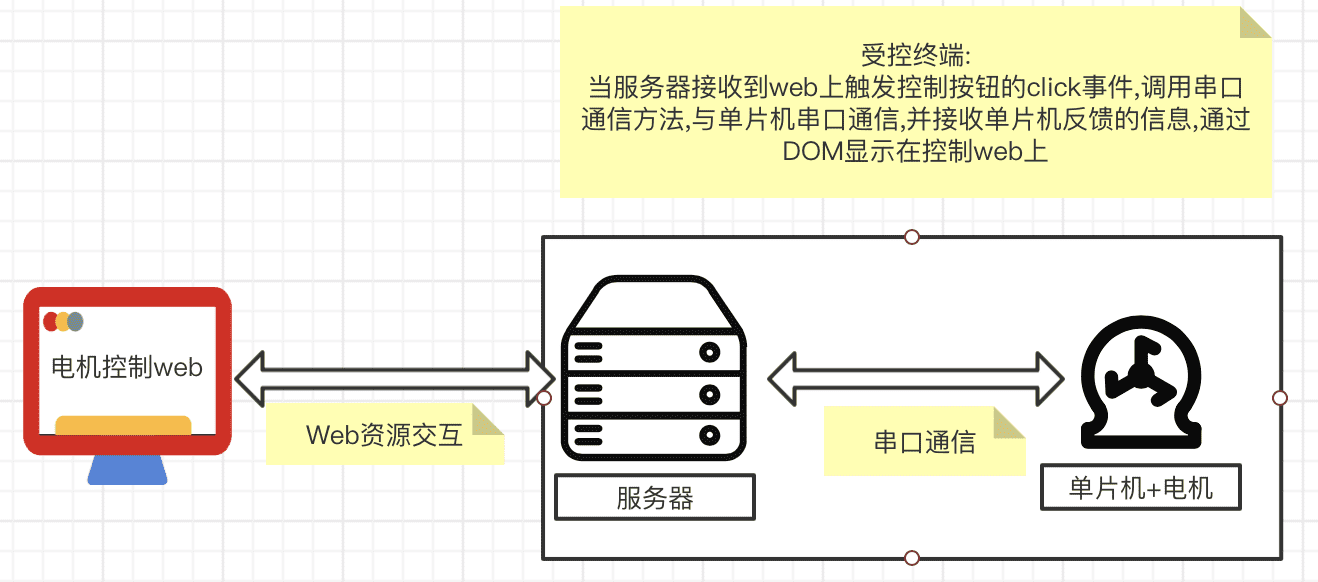 受控终端:
当服务器接收到web上触发控制按钮的click事件,调用串口
通信方法,与单片机串口通信,并接收单片机反馈的信息,通过
DOM显示在控制web上
电机控制web
Web资源交互
串口通信
服务器
单片机+电机